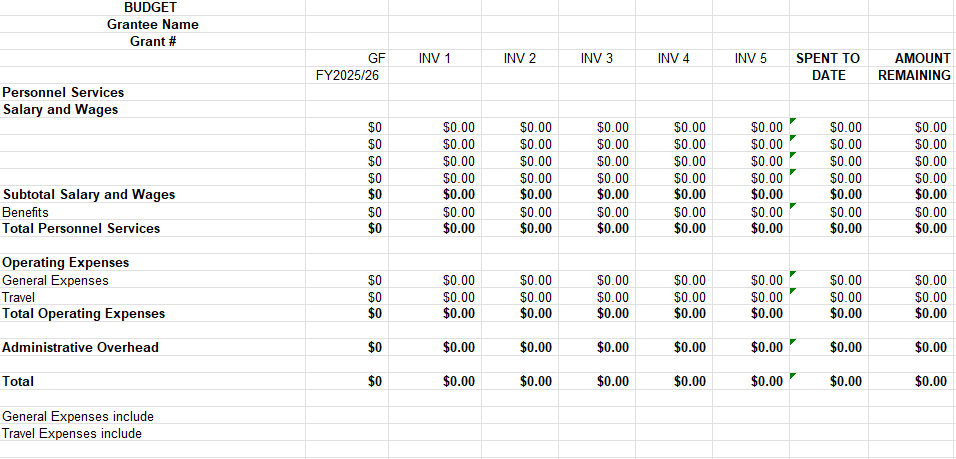 BUDGET
Grantee Name
Grant #
GF INV 1 INV 2 INV 3 INV 4 INV 5 SPENT TO AMOUNT
FY2025/26 DATE REMAINING
Personnel Services
Salary and Wages
$0 $0.00 $0.00 $0.00 $0.00 $0.00 $0.00 $0.00
$0 $0.00 $0.00 $0.00 $0.00 $0.00 $0.00 $0.00
$0 $0.00 $0.00 $0.00 $0.00 $0.00 $0.00 $0.00
$0 $0.00 $0.00 $0.00 $0.00 $0.00 $0.00 $0.00
Subtotal Salary and Wages $0 $0.00 $0.00 $0.00 $0.00 $0.00 $0.00 $0.00
Benefits $0 $0.00 $0.00 $0.00 $0.00 $0.00 $0.00 $0.00
Total Personnel Services $0 $0.00 $0.00 $0.00 $0.00 $0.00 $0.00 $0.00
Operating Expenses
General Expenses $0 $0.00 $0.00 $0.00 $0.00 $0.00 $0.00 $0.00
Travel $0 $0.00 $0.00 $0.00 $0.00 $0.00 $0.00 $0.00
Total Operating Expenses $0 $0.00 $0.00 $0.00 $0.00 $0.00 $0.00 $0.00
Administrative Overhead $0 $0.00 $0.00 $0.00 $0.00 $0.00 $0.00 $0.00
Total $0 $0.00 $0.00 $0.00 $0.00 $0.00 $0.00 $0.00
General Expenses include
Travel Expenses include